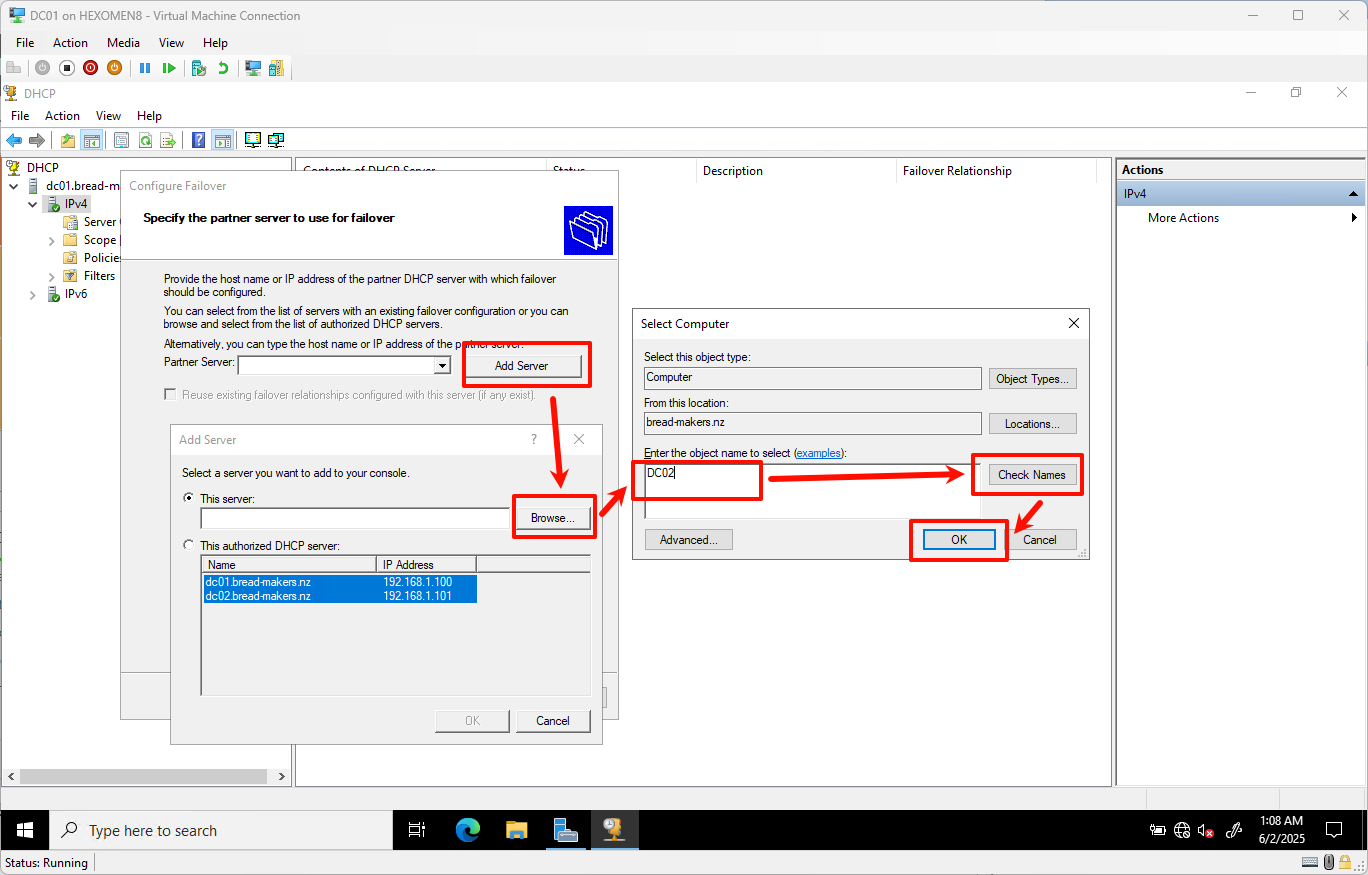 DC01 on HEXOMEN8 - Virtual Machine Connection
File Action Media View Help
DHCP
File Action View Help
DHCP
dc01.bread-m
IPv4
Server
Scope
Policie
Filters
IPv6
Contents of DHCP Server Status Description Failover Relationship
Actions
IPv4
More Actions
Configure Failover
Specify the partner server to use for failover
Provide the host name or IP address of the partner DHCP server with which failover
should be configured.
You can select from the list of servers with an existing failover configuration or you can
browse and select from the list of authorized DHCP servers.
Alternatively, you can type the host name or IP address of the partner server.
Partner Server:
Add Server
Reuse existing failover relationships configured with this server (if any exist).
Add Server
?
Select a server you want to add to your console.
This server:
Browse...
This authorized DHCP server:
Name IP Address
dc01.bread-makers.nz 192.168.1.100
dc02.bread-makers.nz 192.168.1.101
OK Cancel
Select Computer
Select this object type:
Computer
Object Types...
From this location:
bread-makers.nz
Locations...
Enter the object name to select (examples):
DC02
Check Names
Advanced...
OK
Cancel
Type here to search
1:08 AM
6/2/2025
Status: Running